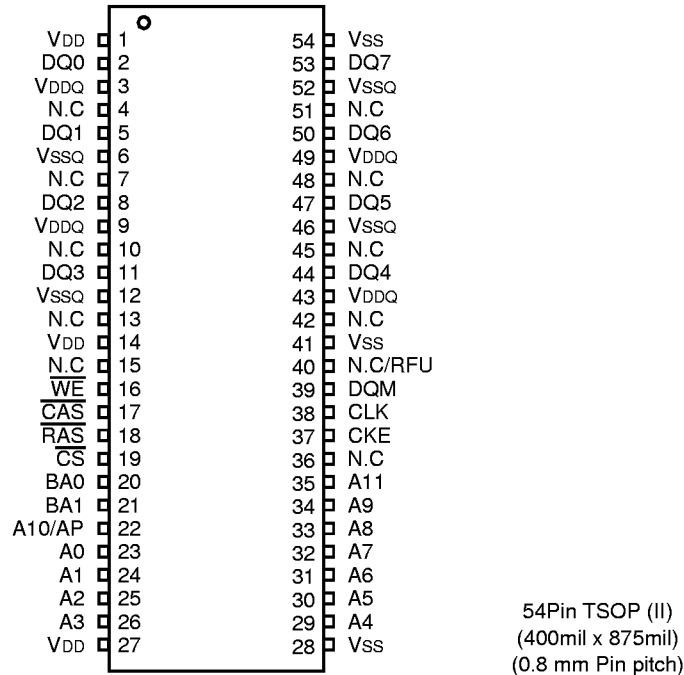 VDD 1 54 VSS
DQ0 2 53 DQ7
VDDQ 3 52 VSSQ
N.C 4 51 N.C
DQ1 5 50 DQ6
VSSQ 6 49 VDDQ
N.C 7 48 N.C
DQ2 8 47 DQ5
VDDQ 9 46 VSSQ
N.C 10 45 N.C
DQ3 11 44 DQ4
VSSQ 12 43 VDDQ
N.C 13 42 N.C
VDD 14 41 VSS
N.C 15 40 N.C/RFU
W̅E̅ 16 39 DQM
C̅A̅S̅ 17 38 CLK
R̅A̅S̅ 18 37 CKE
C̅S̅ 19 36 N.C
BA0 20 35 A11
BA1 21 34 A9
A10/AP 22 33 A8
A0 23 32 A7
A1 24 31 A6
A2 25 30 A5
A3 26 29 A4
VDD 27 28 VSS
54Pin TSOP (II)
(400mil x 875mil)
(0.8 mm Pin pitch)